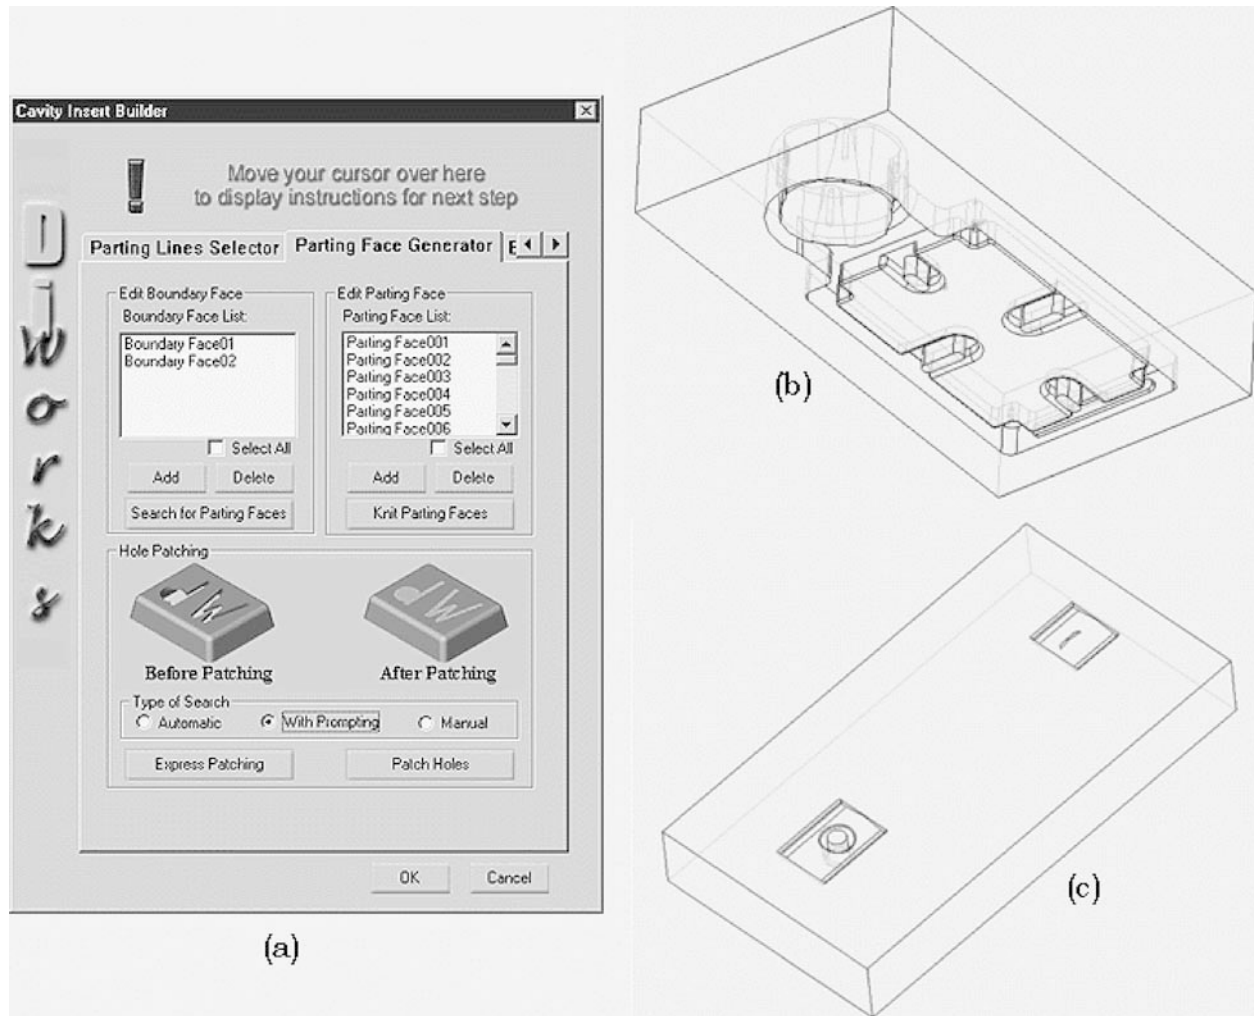 Cavity Insert Builder
Move your cursor over here
to display instructions for next step
DiWorks
Parting Lines Selector
Parting Face Generator
E
Edit Boundary Face
Boundary Face List:
Boundary Face01
Boundary Face02
Select All
Add
Delete
Search for Parting Faces
Edit Parting Face
Parting Face List:
Parting Face001
Parting Face002
Parting Face003
Parting Face004
Parting Face005
Parting Face006
Select All
Add
Delete
Knit Parting Faces
Hole Patching
Before Patching
After Patching
Type of Search
Automatic
With Prompting
Manual
Express Patching
Patch Holes
OK
Cancel
(a)
(b)
(c)